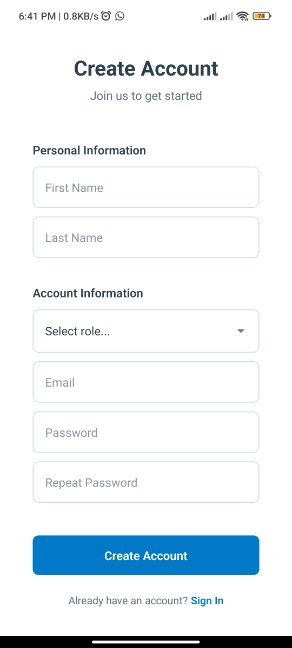 6:41 PM | 0.8KB/s
78
Create Account
Join us to get started
Personal Information
First Name
Last Name
Account Information
Select role...
Email
Password
Repeat Password
Create Account
Already have an account? Sign In